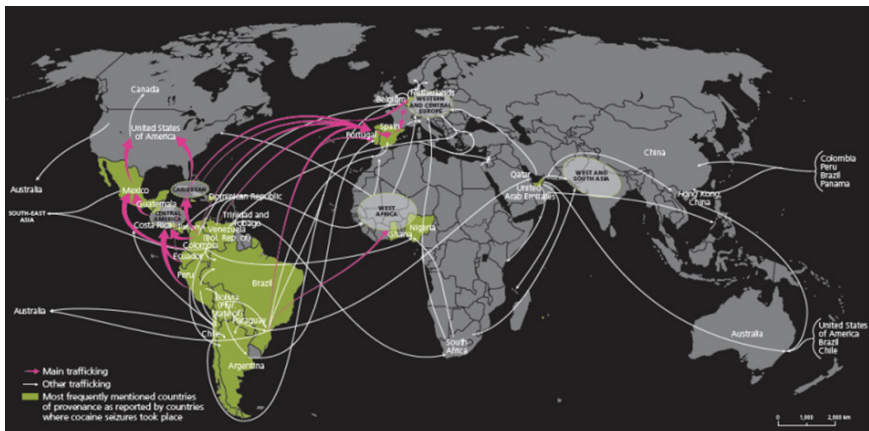 Canada
United States
of America
Australia
SOUTH-EAST
ASIA
Mexico
Guatemala
CENTRAL
AMERICA
Costa Rica
CARIBBEAN
Dominican Republic
Trinidad and
Tobago
Venezuela
(Bol. Rep. of)
Colombia
Ecuador
Peru
Brazil
Bolivia
(Plur.
State of)
Paraguay
Chile
Argentina
Australia
Belgium
Netherlands
WESTERN
AND CENTRAL
EUROPE
Spain
Portugal
WEST
AFRICA
Ghana
Nigeria
South
Africa
Qatar
United
Arab Emirates
WEST AND
SOUTH ASIA
China
Hong Kong,
China
Colombia
Peru
Brazil
Panama
Australia
United States
of America
Brazil
Chile
Main trafficking
Other trafficking
Most frequently mentioned countries
of provenance as reported by countries
where cocaine seizures took place
0 1,000 2,000 km